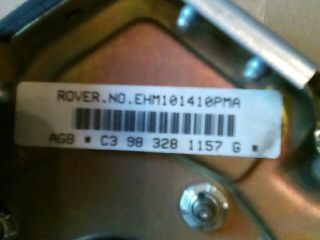 ROVER.NO.EHM101410PMA
AGB * C3 98 328 1157 G *